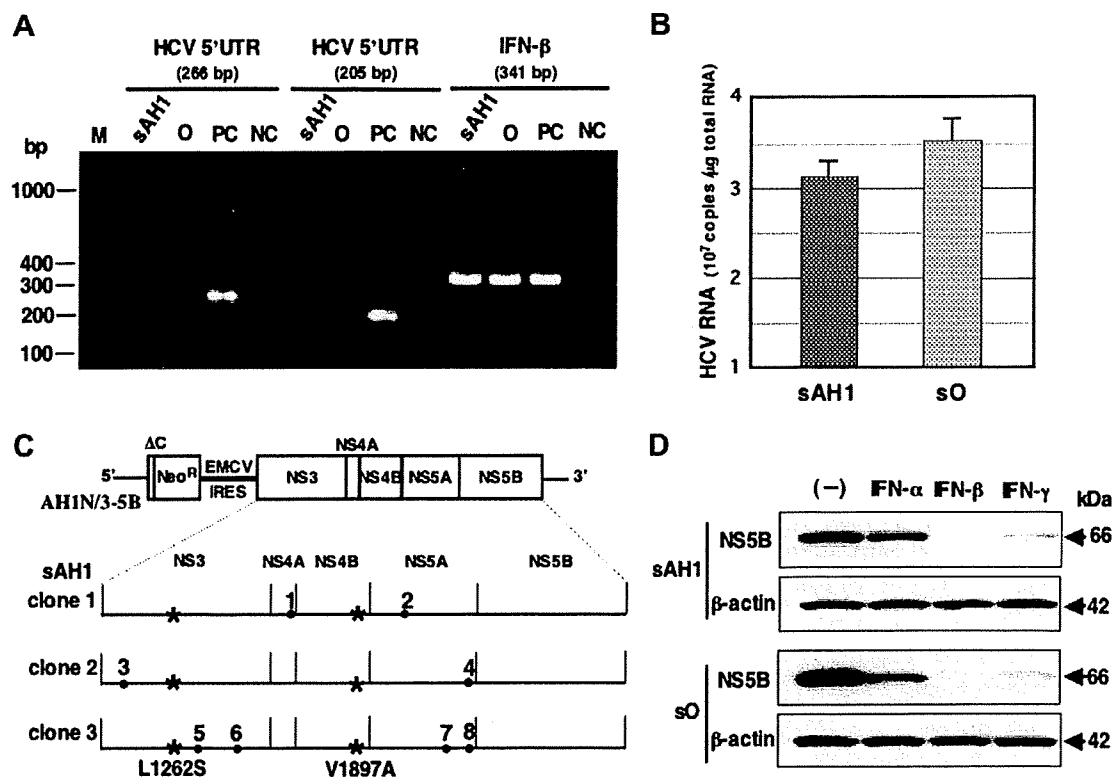 A
HCV 5'UTR
(266 bp)
HCV 5'UTR
(205 bp)
IFN-β
(341 bp)
M sAH1 O PC NC sAH1 O PC NC sAH1 O PC NC
bp
1000
400
300
200
100
B
HCV RNA (10⁷ copies /μg total RNA)
4
3
2
1
sAH1 sO
C
ΔC NS4A
5' Neoᴿ EMCV IRES NS3 NS4B NS5A NS5B 3'
AH1N/3-5B
sAH1 NS3 NS4A NS4B NS5A NS5B
clone 1 * 1 * 2
clone 2 3 * * 4
clone 3 * 5 6 * 7 8
L1262S V1897A
D
(−) IFN-α IFN-β IFN-γ kDa
sAH1
NS5B 66
β-actin 42
sO
NS5B 66
β-actin 42